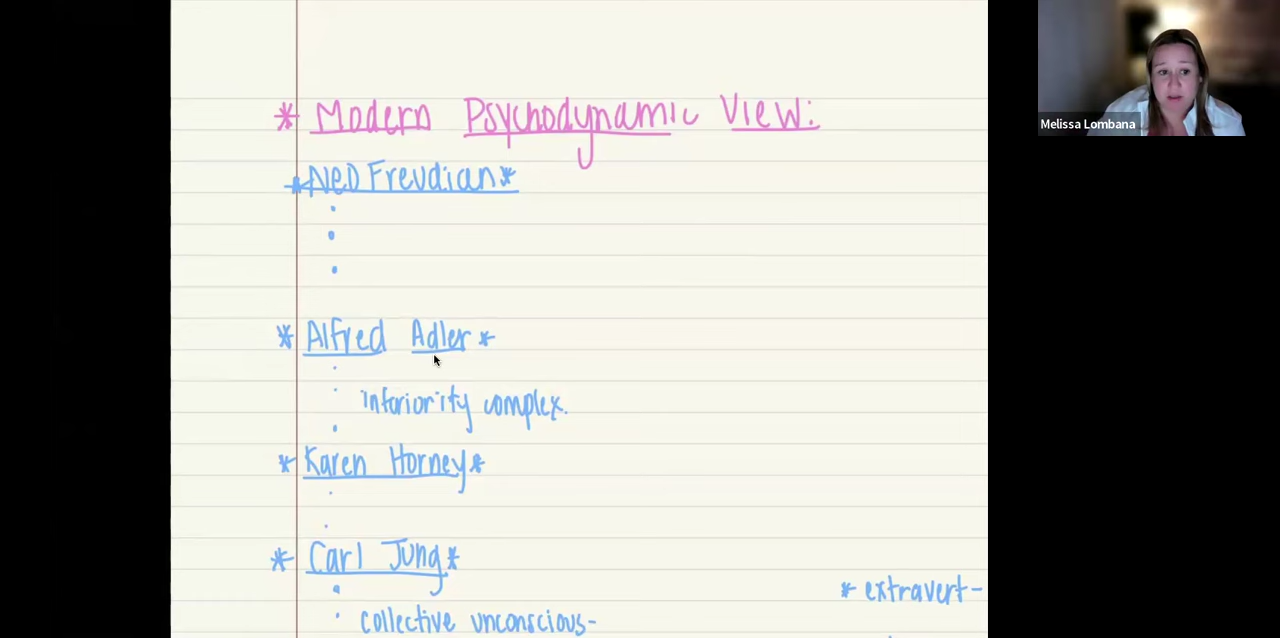 * Modern Psychodynamic View:
Melissa Lombana
* Neo Freudian *
* Alfred Adler *
inferiority complex.
* Karen Horney *
* Carl Jung *
* extravert-
collective unconscious-